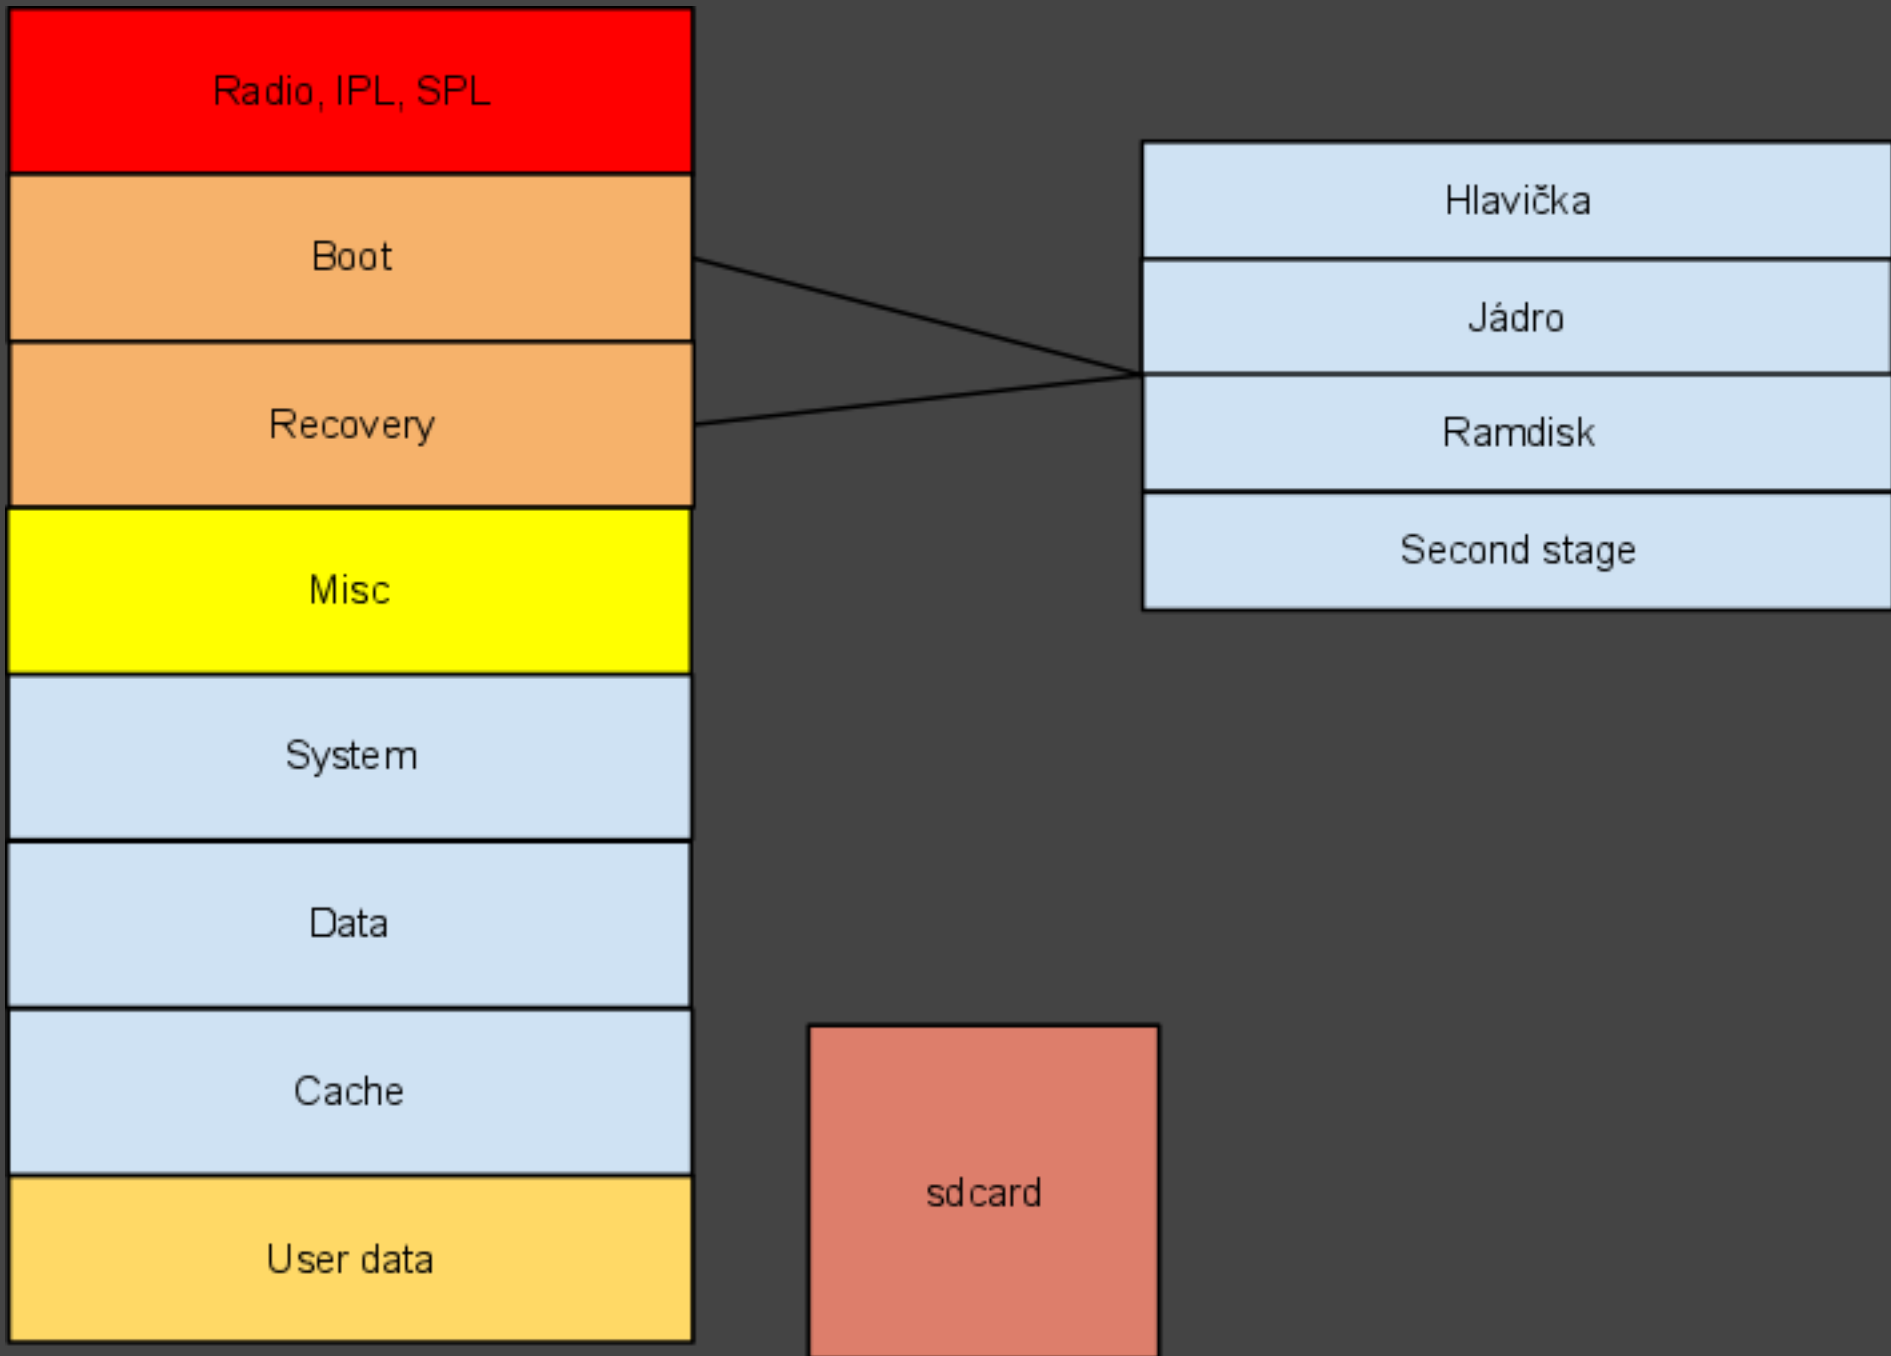 Radio, IPL, SPL
Boot
Recovery
Misc
System
Data
Cache
User data
Hlavička
Jádro
Ramdisk
Second stage
sdcard